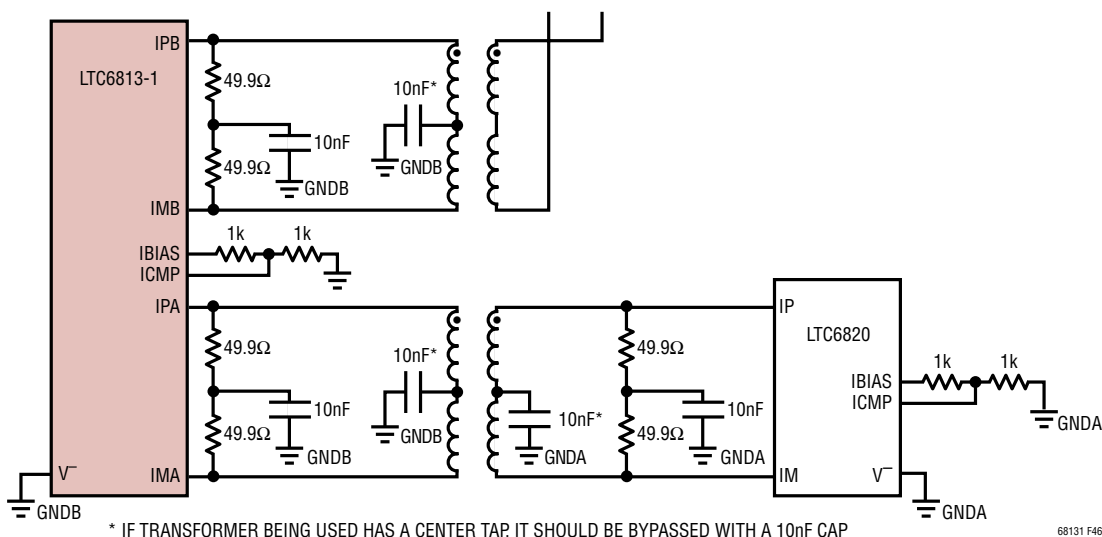 IPB
LTC6813-1
49.9Ω
10nF*
10nF
49.9Ω
GNDB
GNDB
IMB
1k 1k
IBIAS
ICMP
IPA
IP
LTC6820
49.9Ω
10nF*
49.9Ω
1k 1k
IBIAS
ICMP
10nF
10nF*
10nF
49.9Ω
GNDB
49.9Ω
GNDA
GNDB
GNDA
GNDA
V–
IMA
IM
V–
GNDB
GNDA
* IF TRANSFORMER BEING USED HAS A CENTER TAP, IT SHOULD BE BYPASSED WITH A 10nF CAP
68131 F46